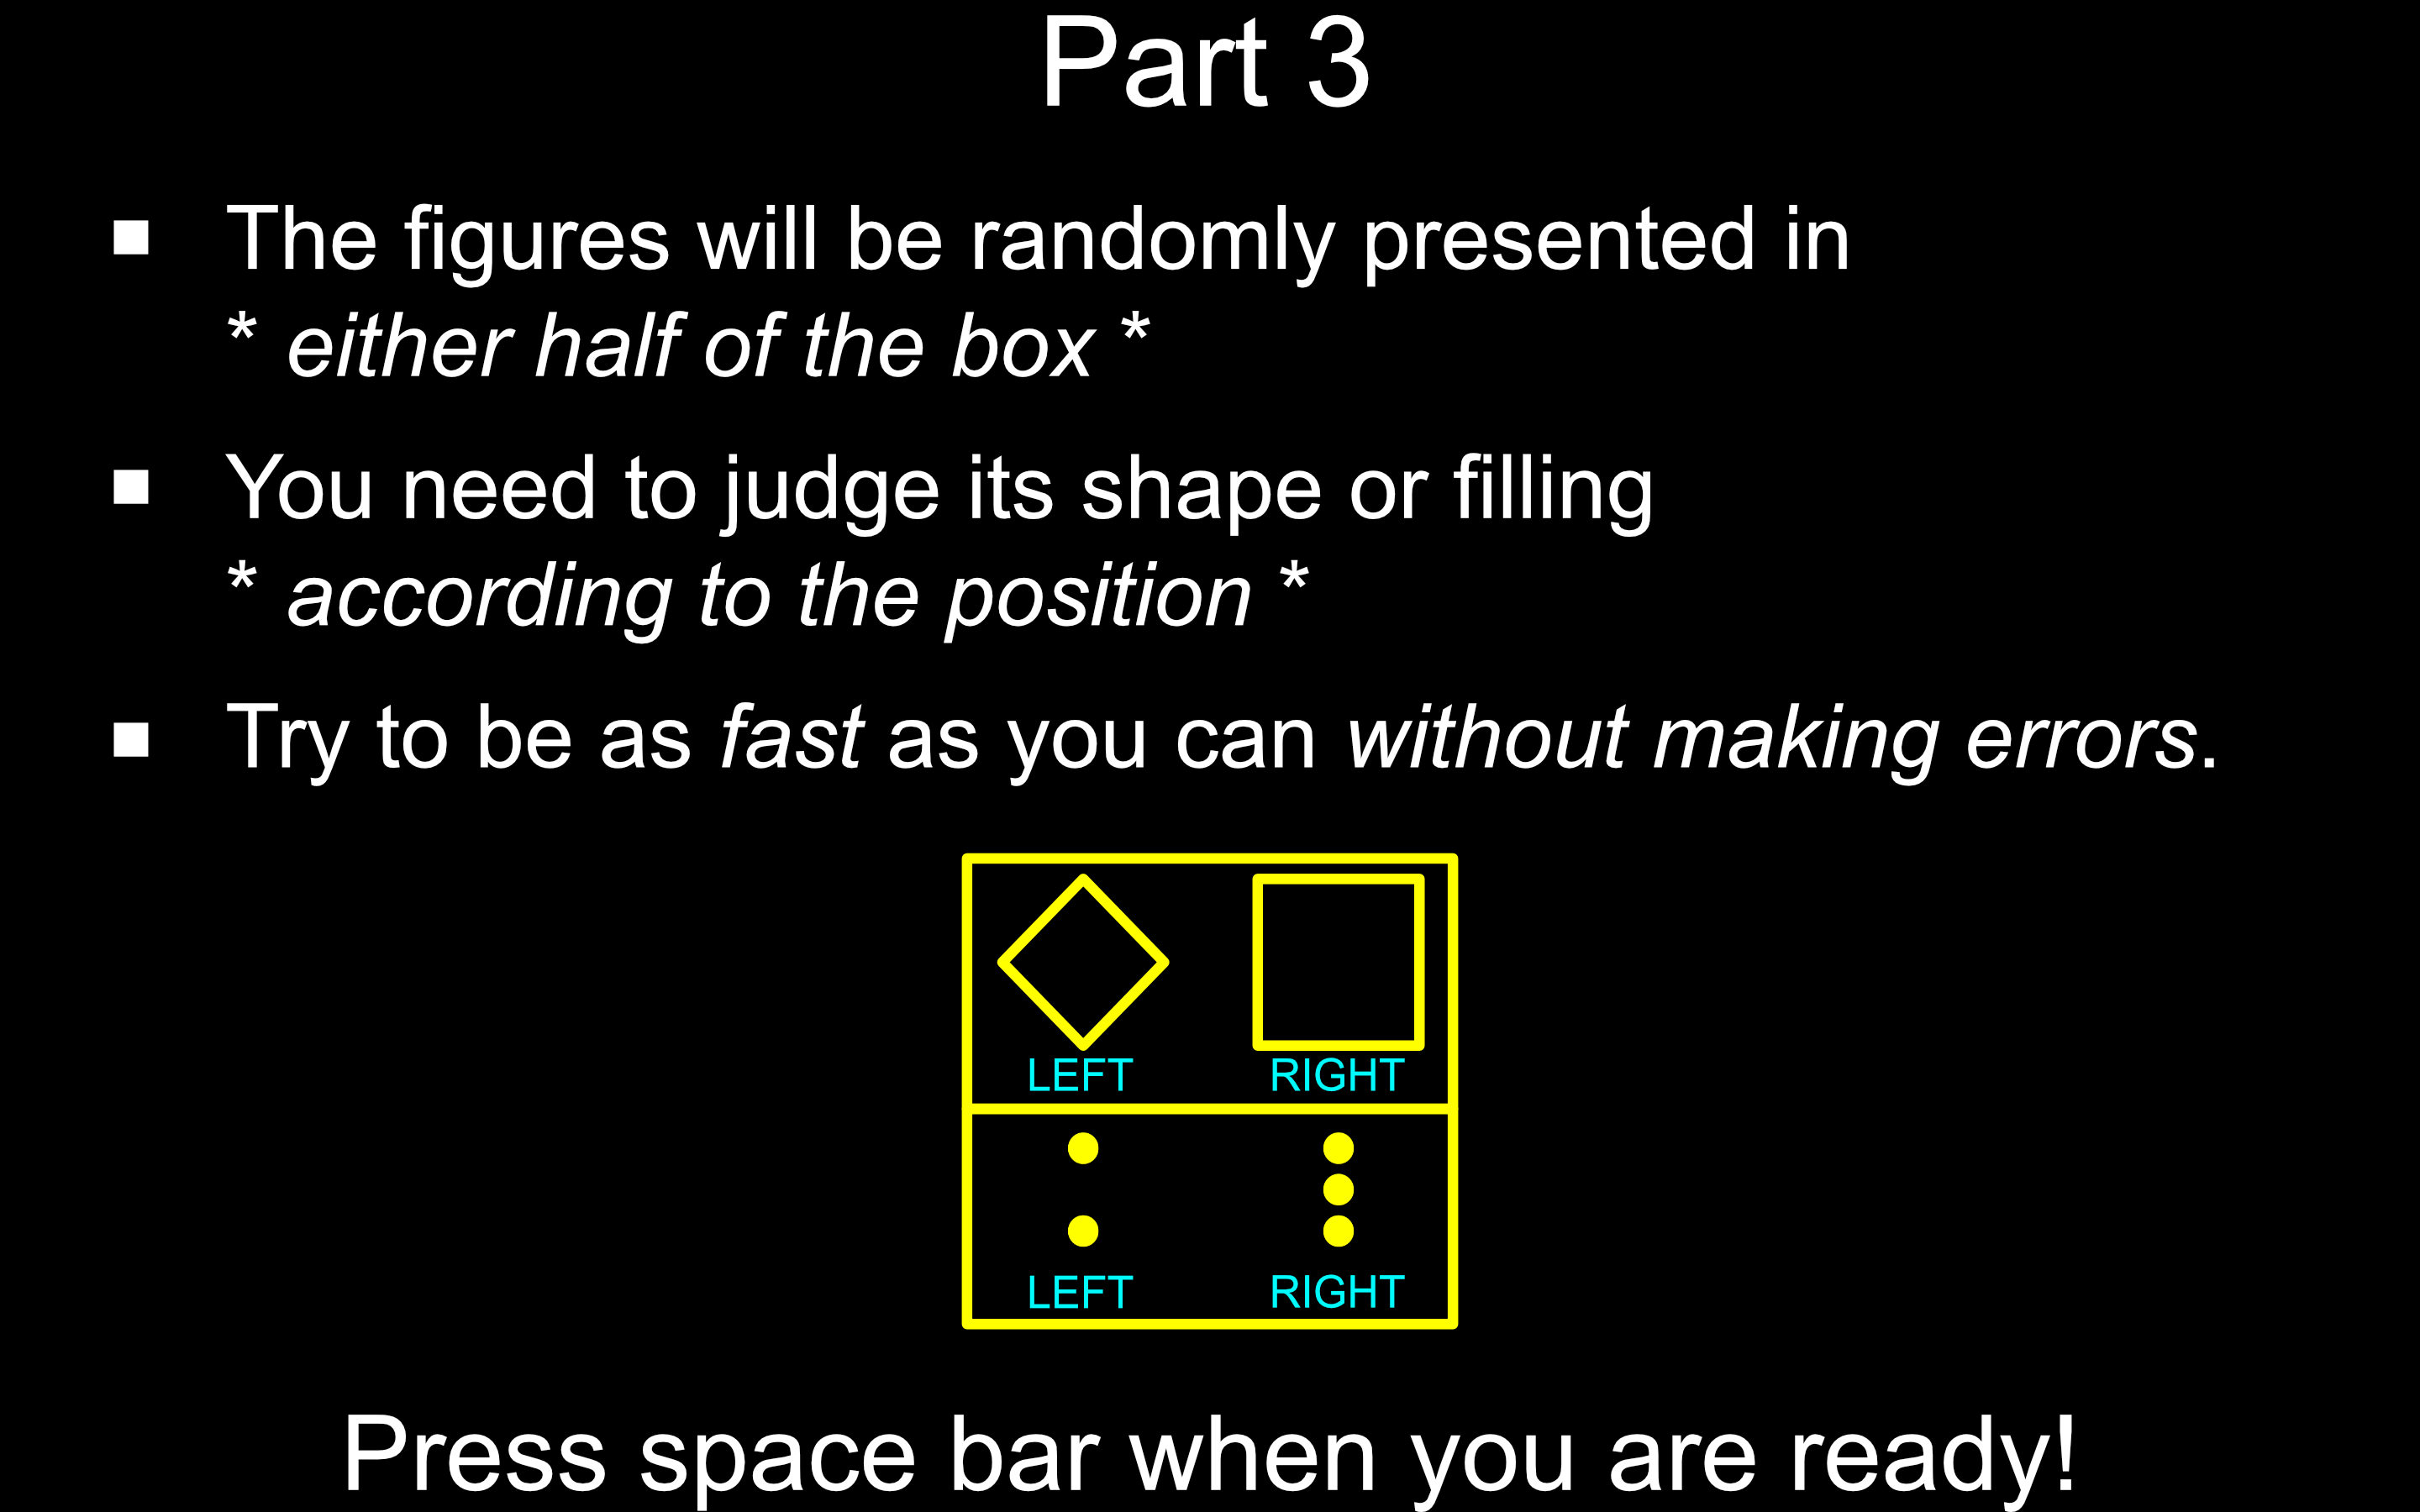 Part 3
▪ The figures will be randomly presented in
* either half of the box *
▪ You need to judge its shape or filling
* according to the position *
▪ Try to be as fast as you can without making errors.
LEFT RIGHT
LEFT RIGHT
Press space bar when you are ready!